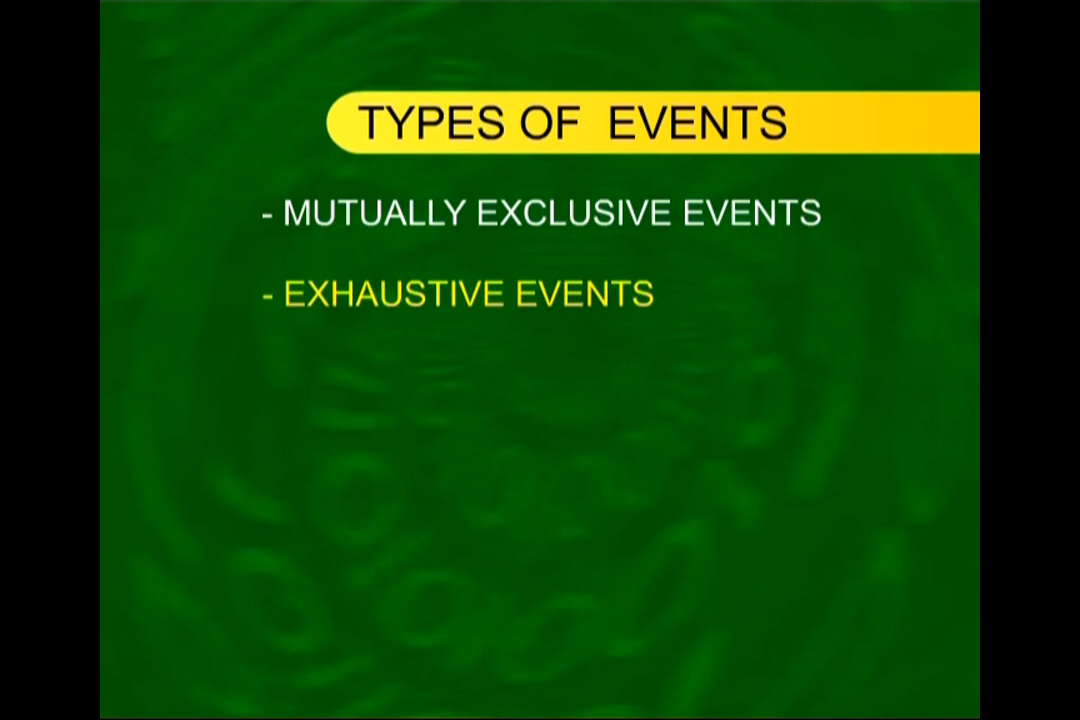 TYPES OF EVENTS
- MUTUALLY EXCLUSIVE EVENTS
- EXHAUSTIVE EVENTS